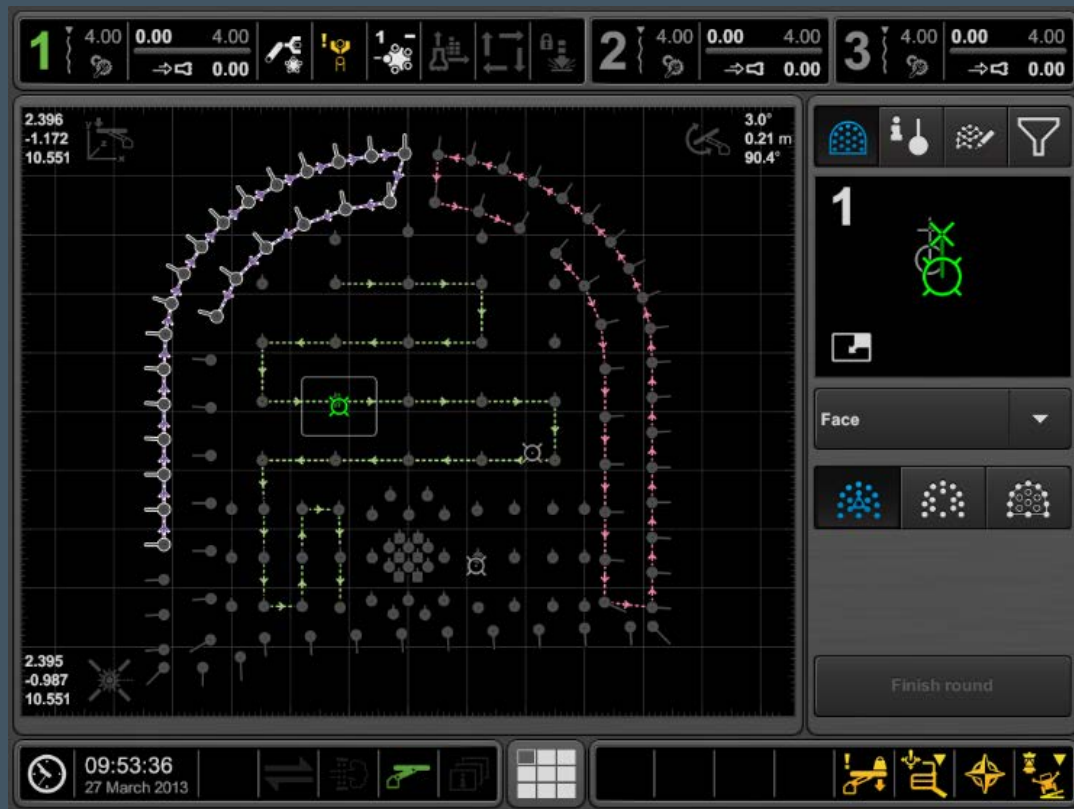 1 4.00 0.00 4.00
0.00
1
2 4.00 0.00 4.00
0.00
3 4.00 0.00 4.00
0.00
2.396
-1.172
10.551
y
z
x
3.0°
0.21 m
90.4°
1
Face
2.395
-0.987
10.551
Finish round
09:53:36
27 March 2013